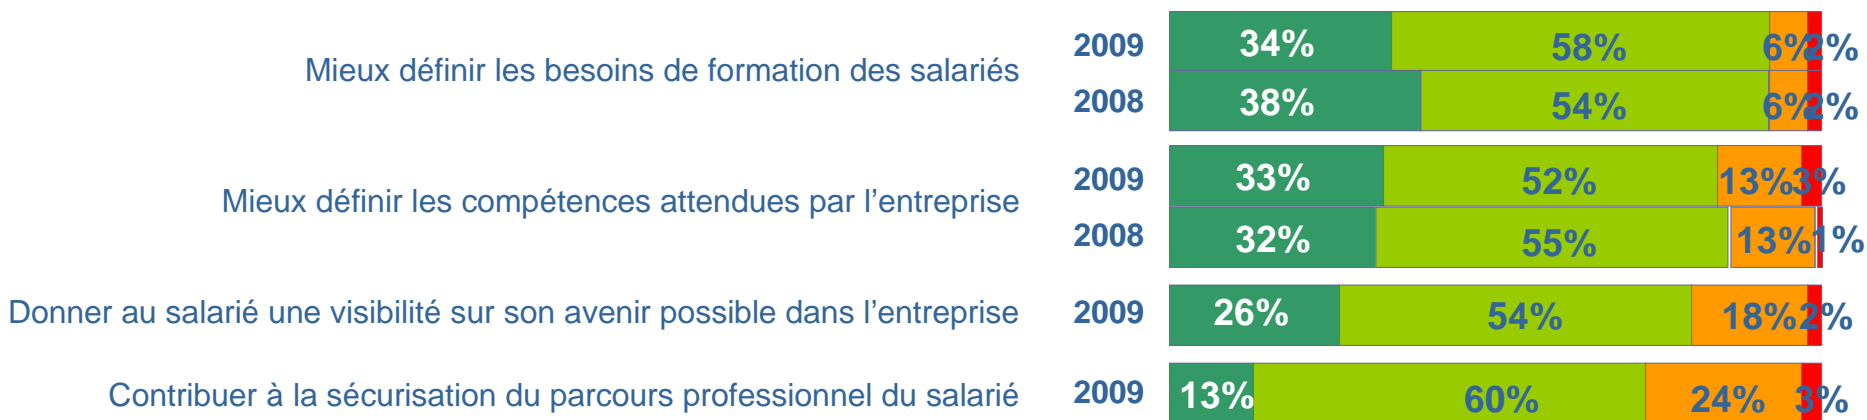 2009 34% 58% 6% 2%
Mieux définir les besoins de formation des salariés
2008 38% 54% 6% 2%
2009 33% 52% 13% 3%
Mieux définir les compétences attendues par l’entreprise
2008 32% 55% 13% 1%
Donner au salarié une visibilité sur son avenir possible dans l’entreprise 2009 26% 54% 18% 2%
Contribuer à la sécurisation du parcours professionnel du salarié 2009 13% 60% 24% 3%